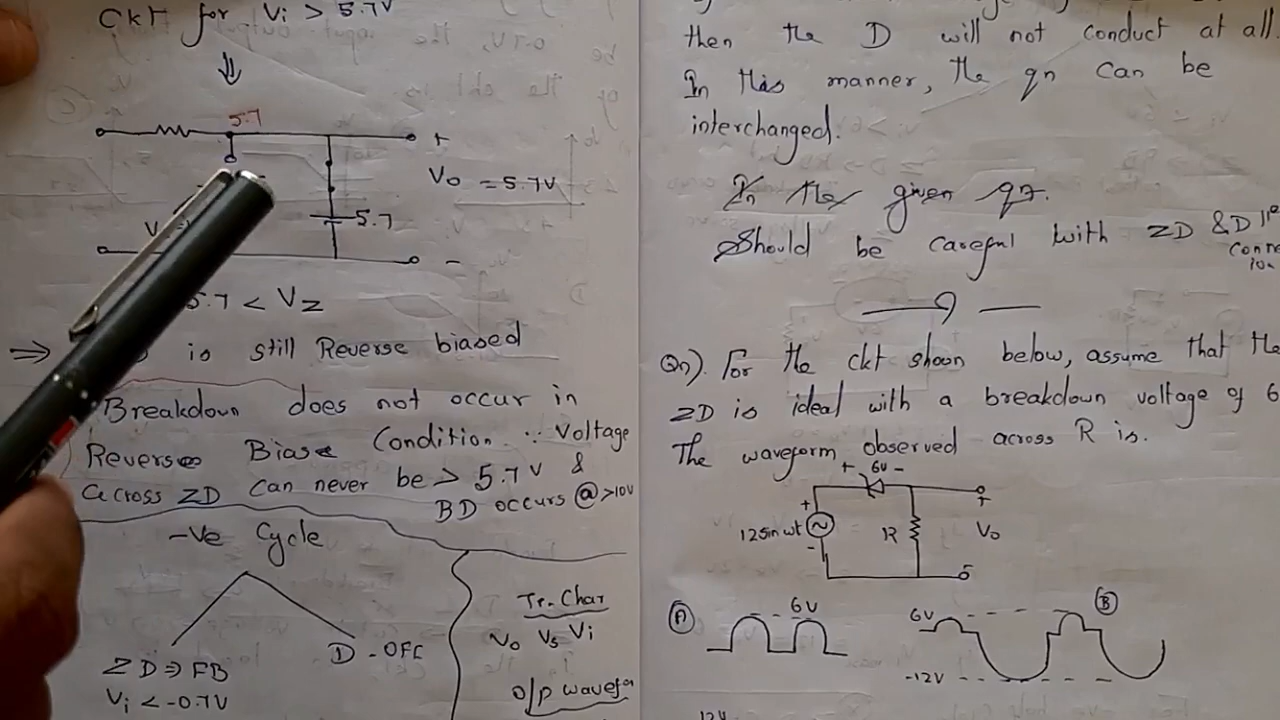 Ckt for Vi > 5.7V
⇓
5.7
+
Vo = 5.7V
5.7
-
5.7 < Vz
⇒ is still Reverse biased
Breakdown does not occur in
Reverse Bias Condition ∵ Voltage
across ZD can never be > 5.7V &
BD occurs @ >10V
-Ve Cycle
ZD ⇒ FB
Vi < -0.7V
D - OFF
Tr. Char
Vo Vs Vi
O/P wavefor
then the D will not conduct at all.
In this manner, the qn can be
interchanged.
given qn.
Should be careful with ZD & D
Qn). For the ckt shown below, assume that the
ZD is ideal with a breakdown voltage of 6
The waveform observed across R is.
+ 6V -
+
12 sin wt
-
R
+
Vo
-
A
6V
6V
B
-12V
12V